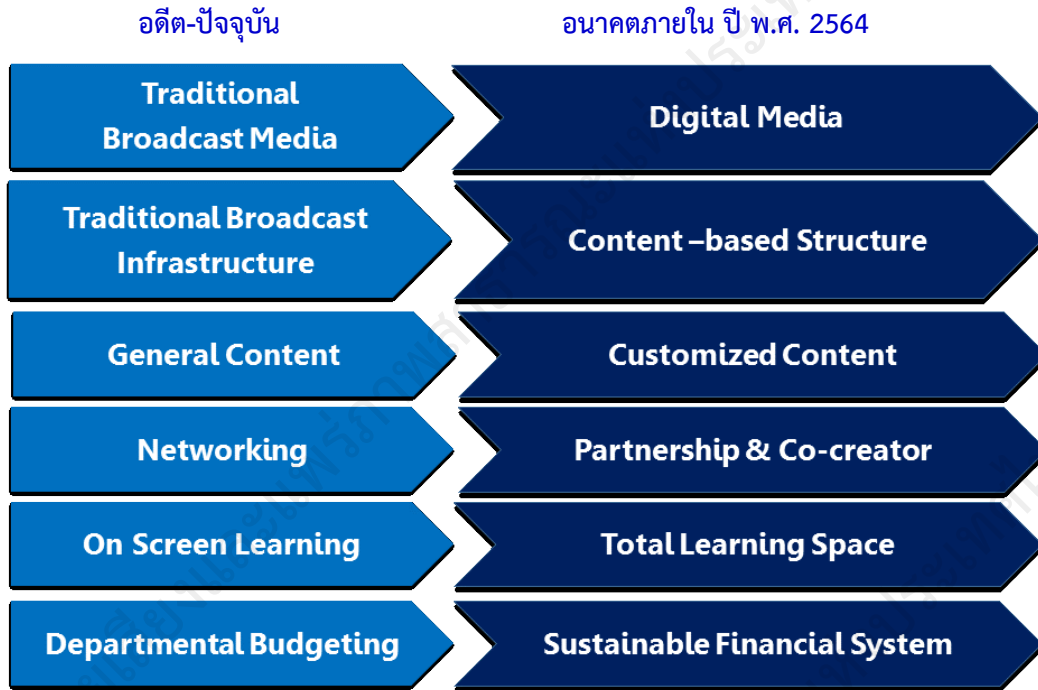 อดีต-ปัจจุบัน
อนาคตภายใน ปี พ.ศ. 2564
Traditional
Broadcast Media
Digital Media
Traditional Broadcast
Infrastructure
Content –based Structure
General Content
Customized Content
Networking
Partnership & Co-creator
On Screen Learning
Total Learning Space
Departmental Budgeting
Sustainable Financial System